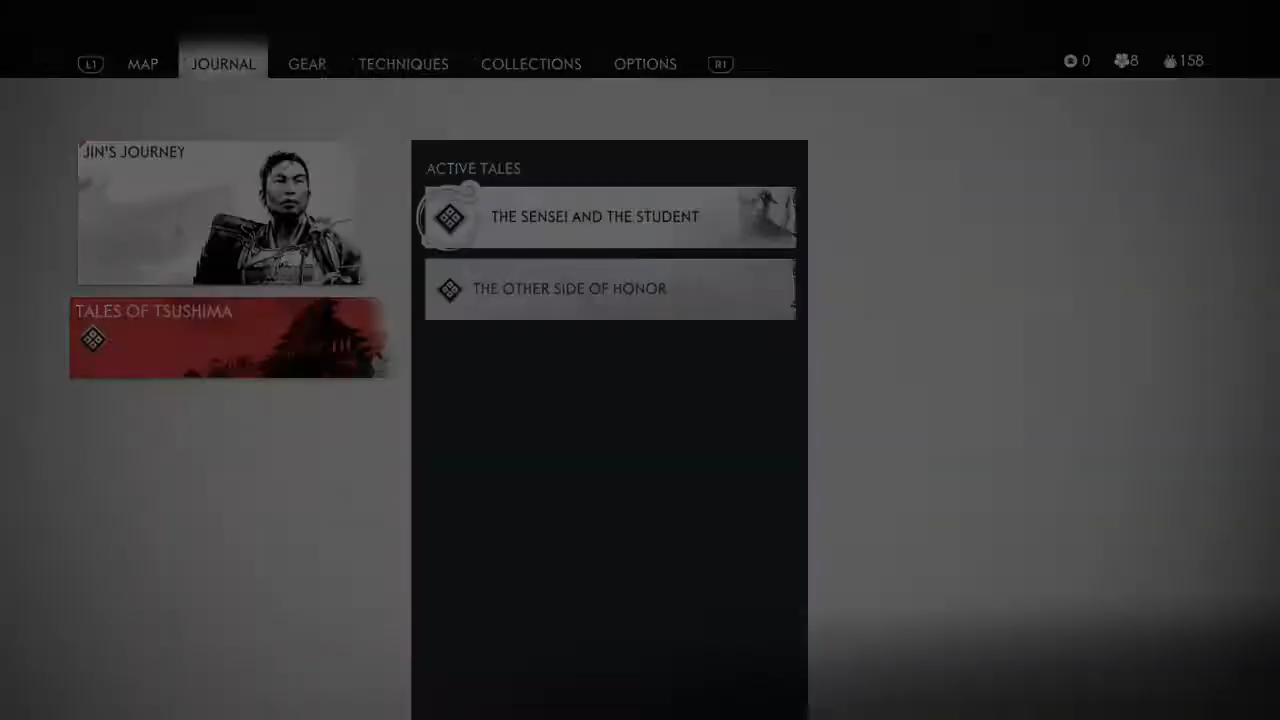 L1 MAP JOURNAL GEAR TECHNIQUES COLLECTIONS OPTIONS R1 0 8 158
JIN'S JOURNEY
TALES OF TSUSHIMA
ACTIVE TALES
THE SENSEI AND THE STUDENT
THE OTHER SIDE OF HONOR